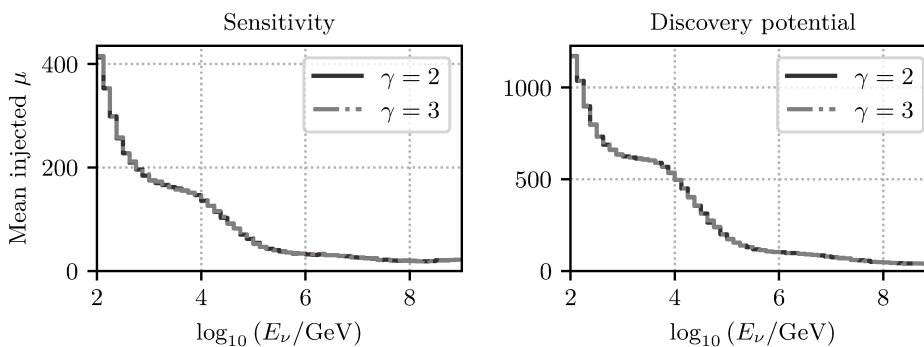 Sensitivity
Discovery potential
Mean injected μ
400
200
0
γ = 2
γ = 3
2 4 6 8
log₁₀ (Eν/GeV)
1000
500
0
γ = 2
γ = 3
2 4 6 8
log₁₀ (Eν/GeV)